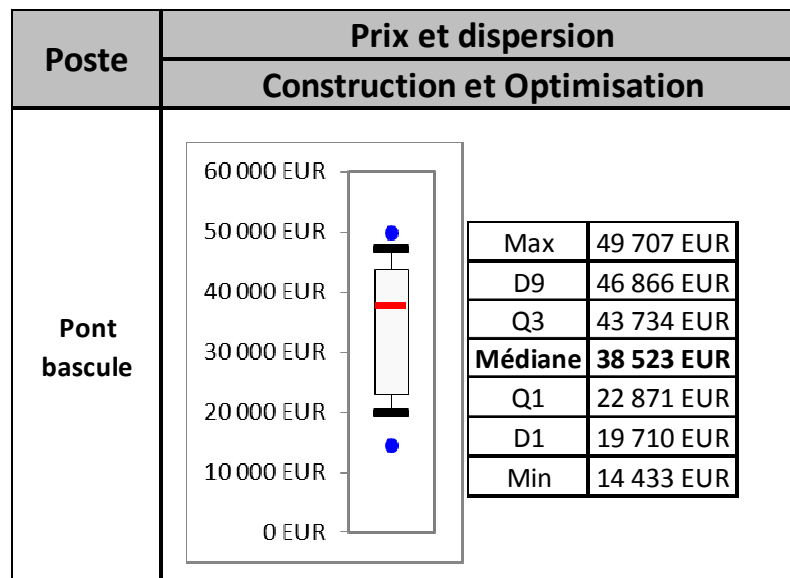 Poste
Prix et dispersion
Construction et Optimisation
Pont
bascule
60 000 EUR
50 000 EUR
40 000 EUR
30 000 EUR
20 000 EUR
10 000 EUR
0 EUR
Max 49 707 EUR
D9 46 866 EUR
Q3 43 734 EUR
Médiane 38 523 EUR
Q1 22 871 EUR
D1 19 710 EUR
Min 14 433 EUR